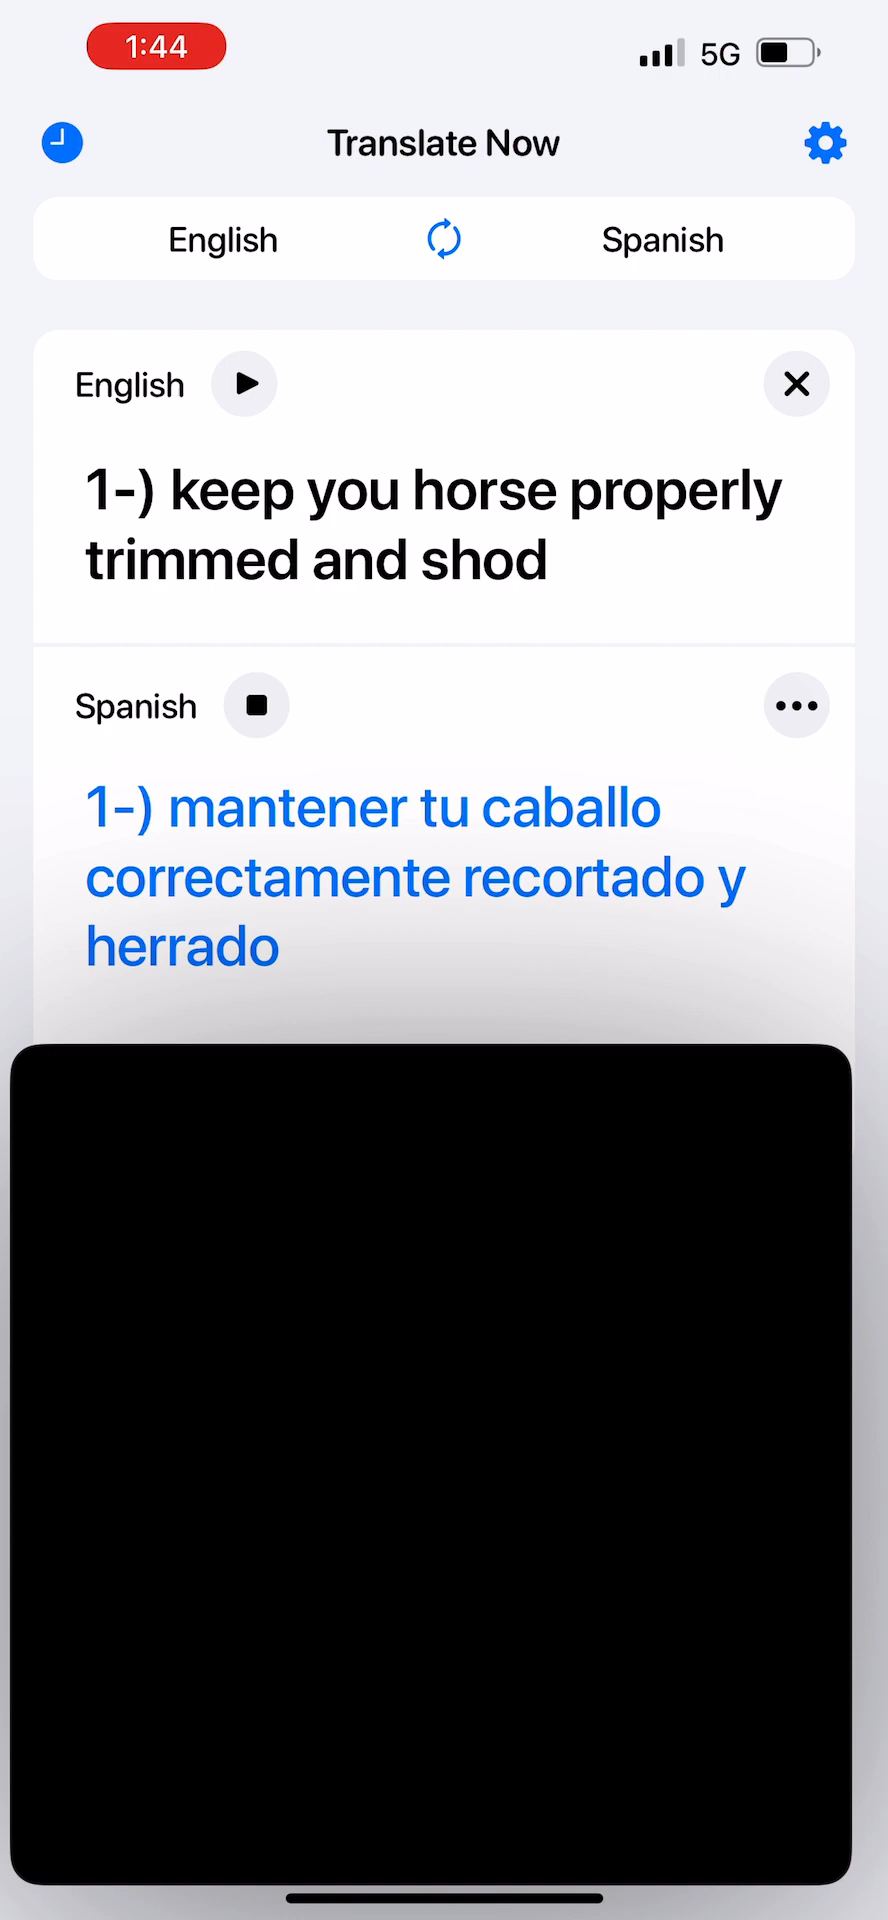 1:44
5G
Translate Now
English
Spanish
English
1-) keep you horse properly
trimmed and shod
Spanish
1-) mantener tu caballo
correctamente recortado y
herrado